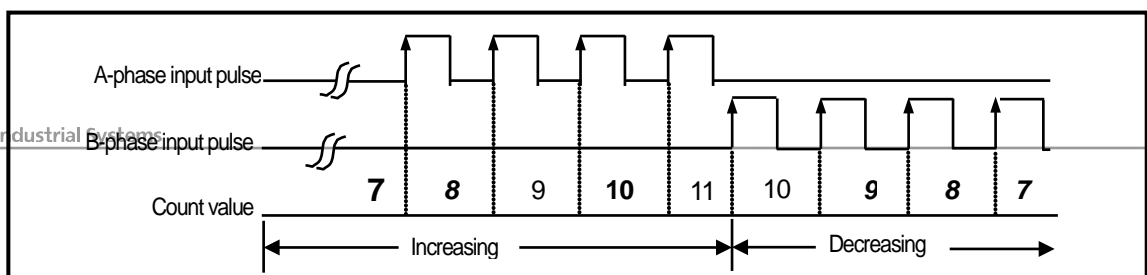 A-phase input pulse
ndustrial Systems
B-phase input pulse
Count value 7 8 9 10 11 10 9 8 7
Increasing Decreasing